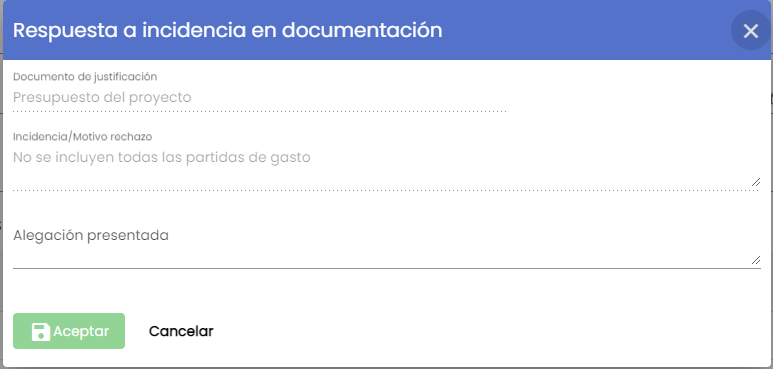 Respuesta a incidencia en documentación
Documento de justificación
Presupuesto del proyecto
Incidencia/Motivo rechazo
No se incluyen todas las partidas de gasto
Alegación presentada
Aceptar Cancelar